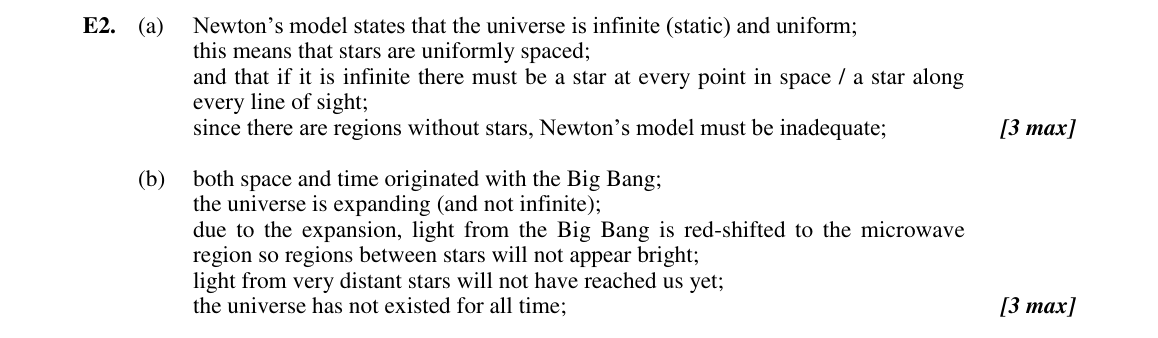 E2. (a) Newton's model states that the universe is infinite (static) and uniform;
this means that stars are uniformly spaced;
and that if it is infinite there must be a star at every point in space / a star along
every line of sight;
since there are regions without stars, Newton's model must be inadequate; [3 max]
(b) both space and time originated with the Big Bang;
the universe is expanding (and not infinite);
due to the expansion, light from the Big Bang is red-shifted to the microwave
region so regions between stars will not appear bright;
light from very distant stars will not have reached us yet;
the universe has not existed for all time; [3 max]